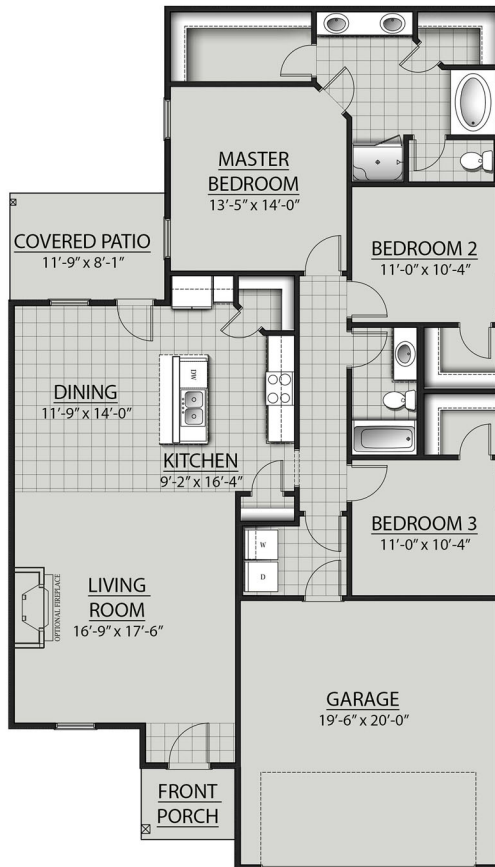 MASTER
BEDROOM
13'-5" x 14'-0"
COVERED PATIO
11'-9" x 8'-1"
BEDROOM 2
11'-0" x 10'-4"
DINING
11'-9" x 14'-0"
DW
KITCHEN
9'-2" x 16'-4"
BEDROOM 3
11'-0" x 10'-4"
W
D
LIVING
ROOM
16'-9" x 17'-6"
OPTIONAL FIREPLACE
GARAGE
19'-6" x 20'-0"
FRONT
PORCH